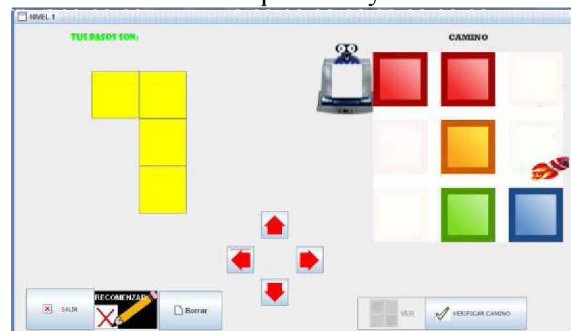 NIVEL 1
TUS PASOS SON:
CAMINO
RECOMENZAR
SALIR
Borrar
VER
VERIFICAR CAMINO